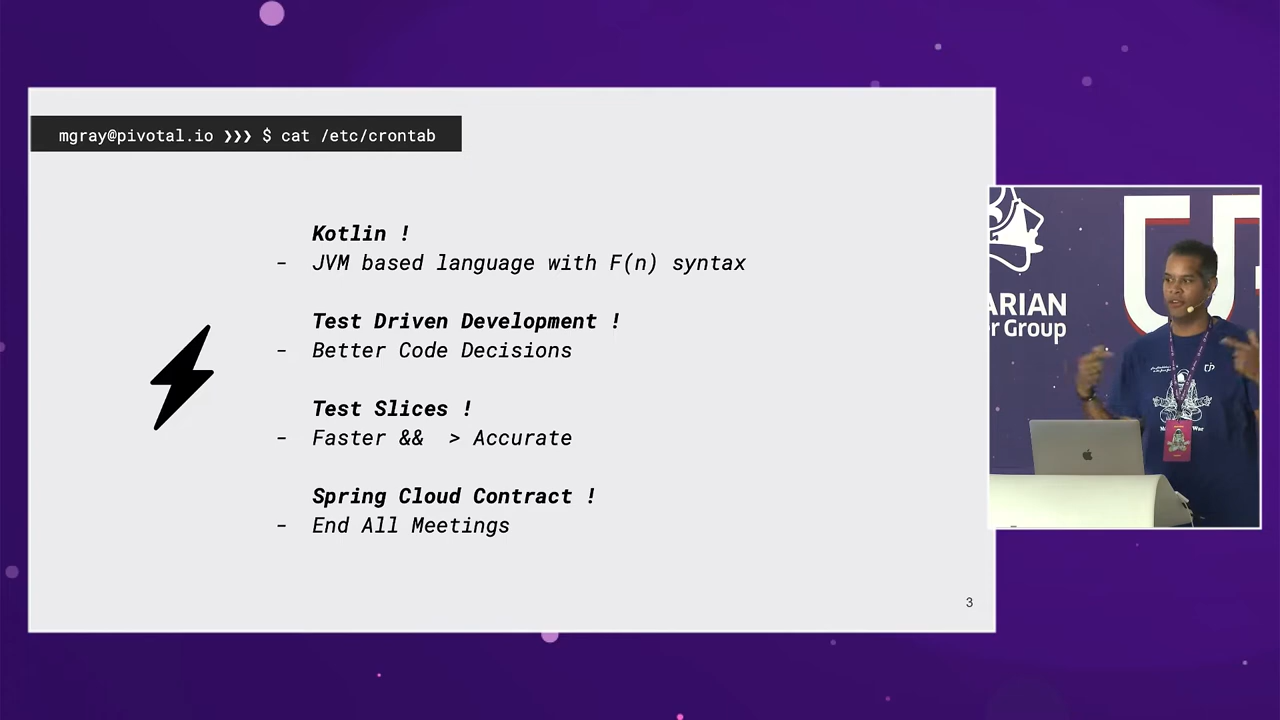 mgray@pivotal.io ❯❯❯ $ cat /etc/crontab
Kotlin !
- JVM based language with F(n) syntax
Test Driven Development !
- Better Code Decisions
Test Slices !
- Faster && > Accurate
Spring Cloud Contract !
- End All Meetings
3
ARIAN
r Group